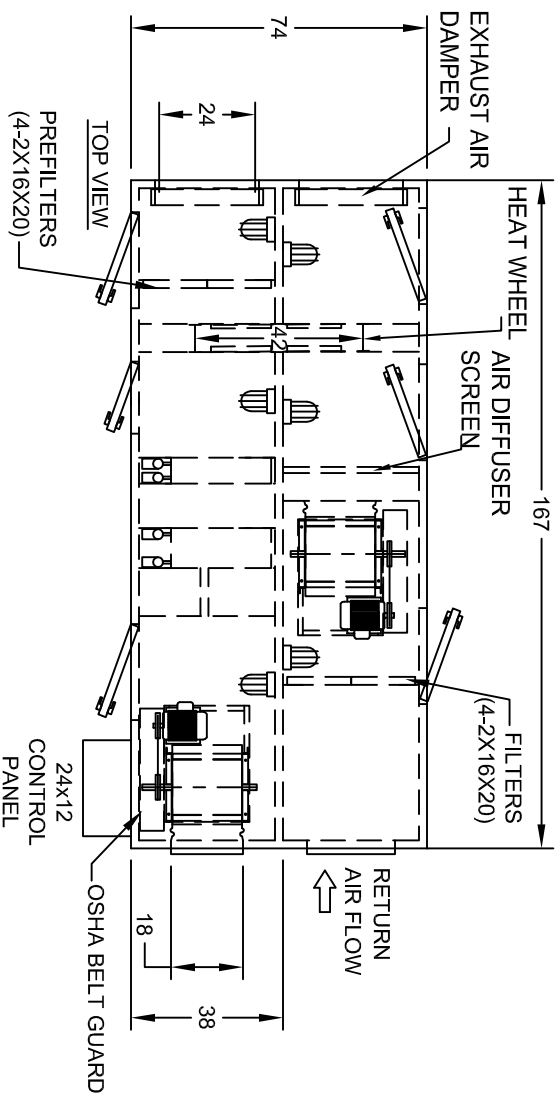 EXHAUST AIR
DAMPER
HEAT WHEEL
AIR DIFFUSER
SCREEN
167
FILTERS
(4-2X16X20)
74
24
42
RETURN
AIR FLOW
18
38
TOP VIEW
PREFILTERS
(4-2X16X20)
24x12
CONTROL
PANEL
OSHA BELT GUARD